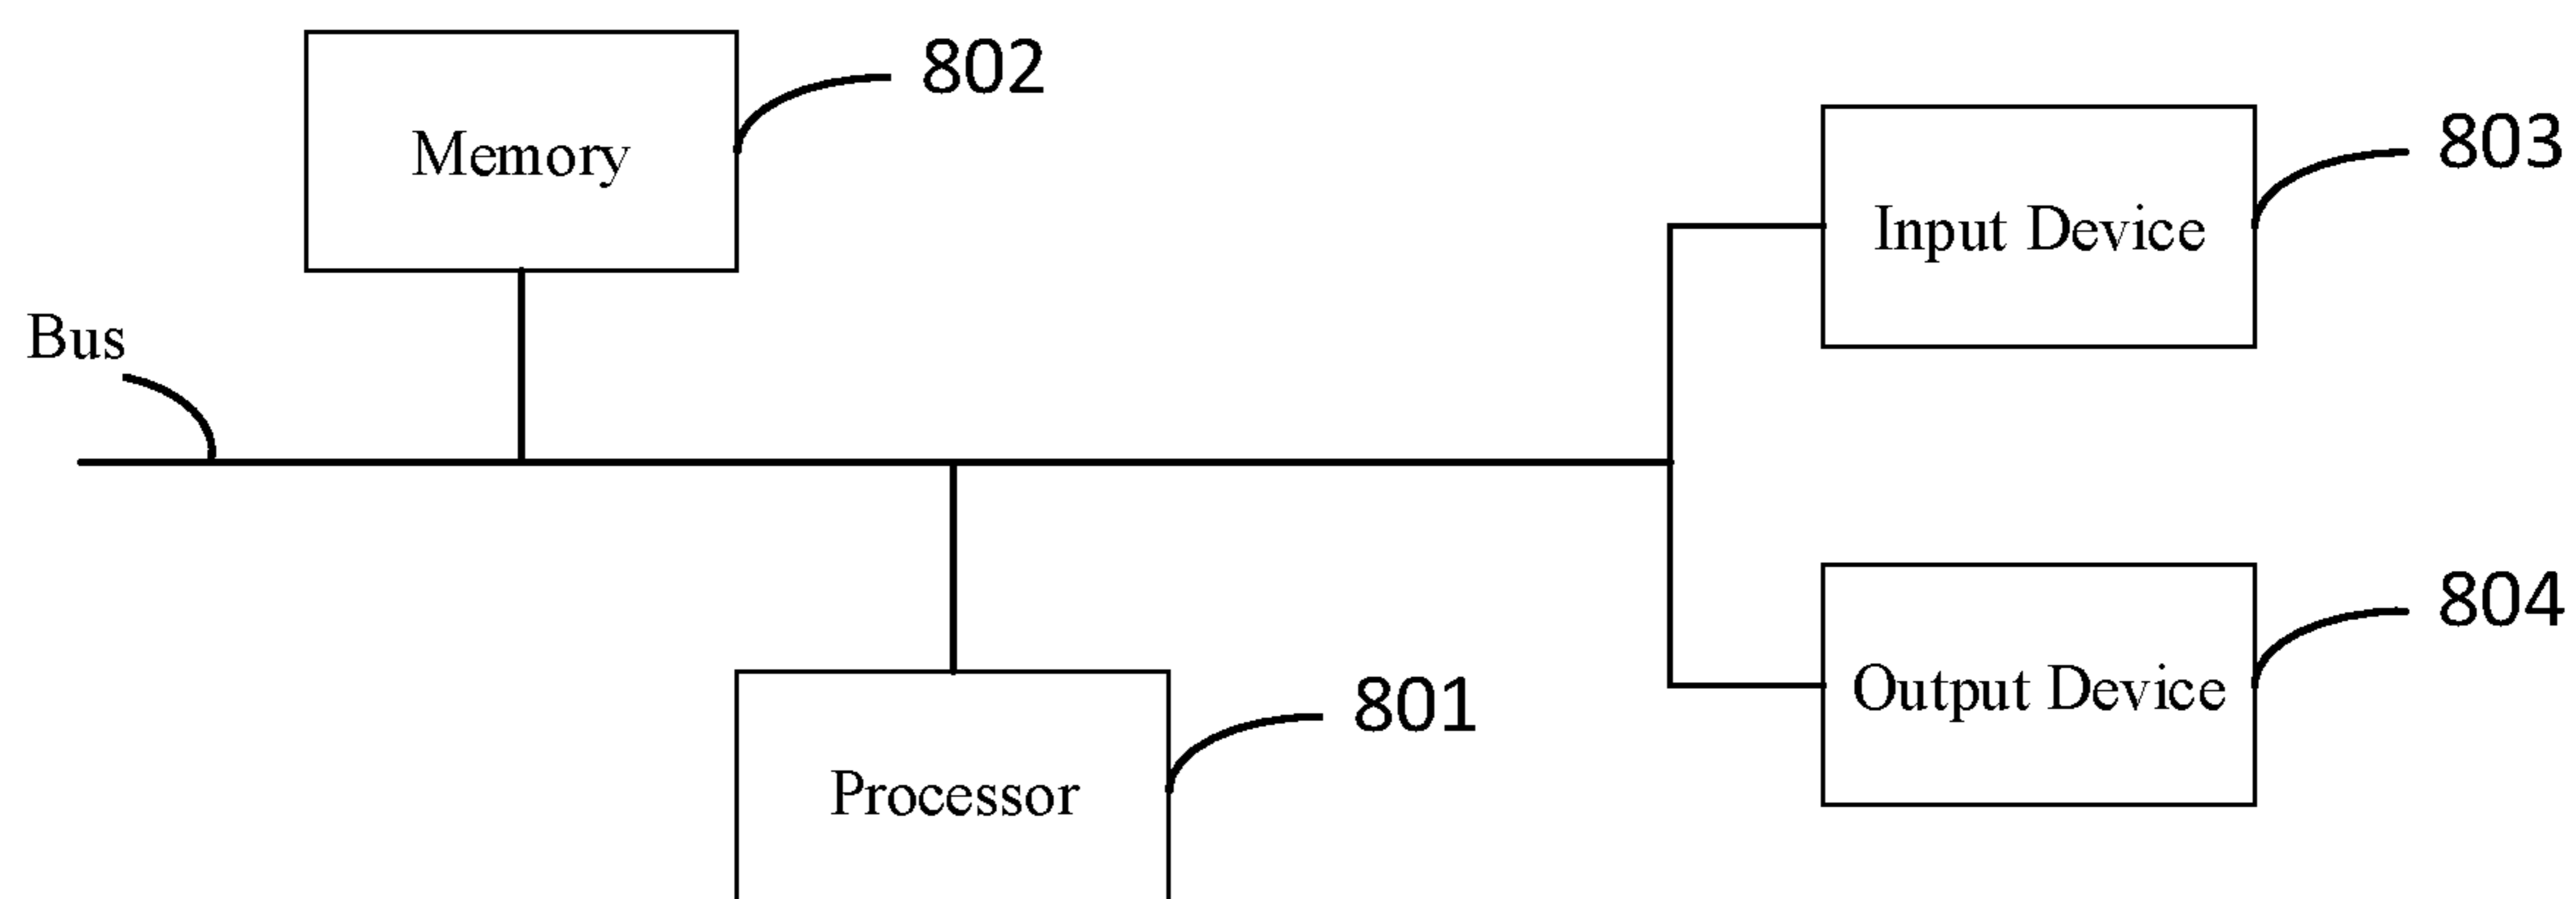 802
Memory
803
Input Device
Bus
804
Output Device
801
Processor